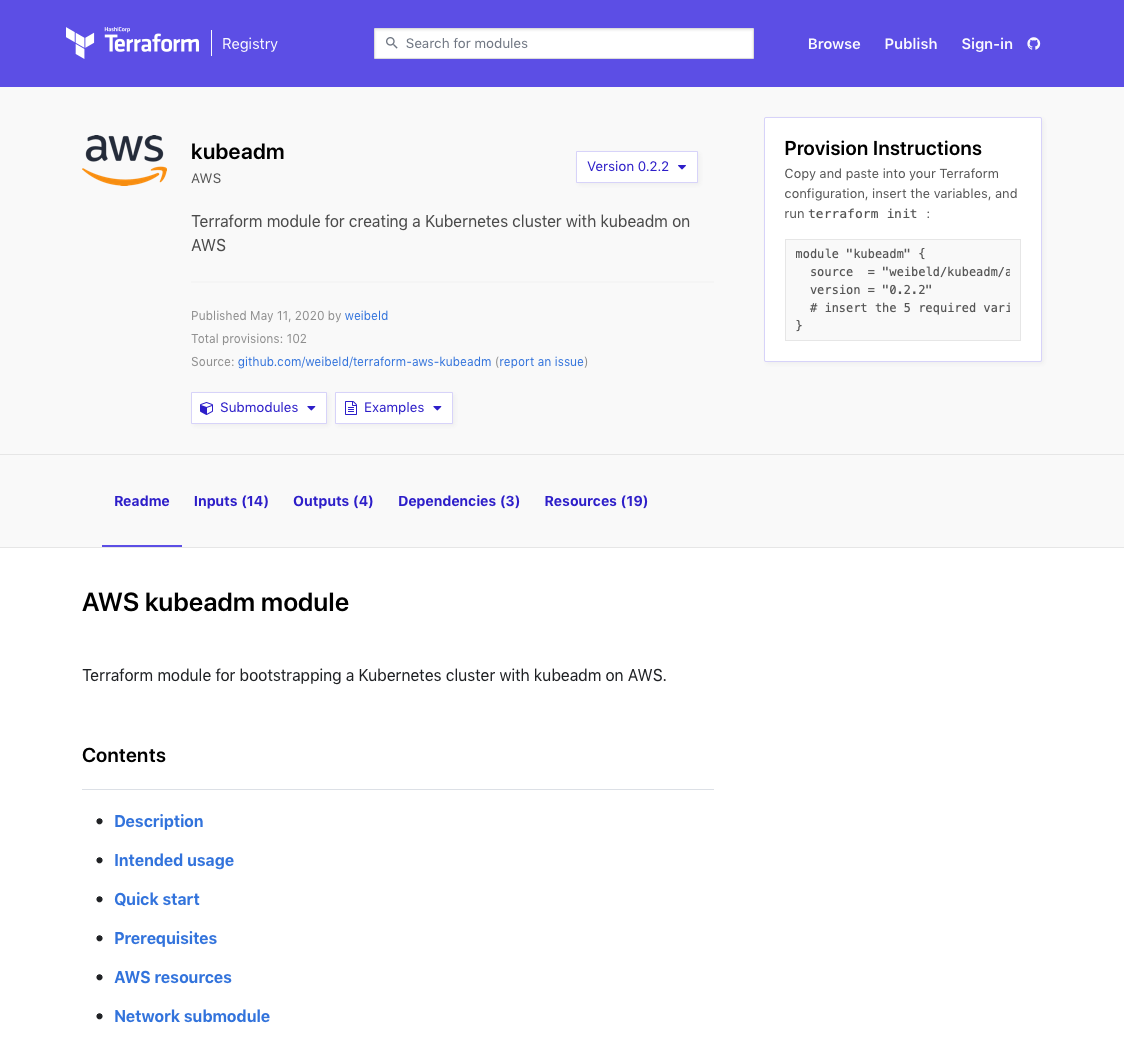 HashiCorp
Terraform
Registry
Search for modules
Browse
Publish
Sign-in
aws
kubeadm
AWS
Version 0.2.2
Terraform module for creating a Kubernetes cluster with kubeadm on
AWS
Published May 11, 2020 by weibeld
Total provisions: 102
Source: github.com/weibeld/terraform-aws-kubeadm (report an issue)
Submodules
Examples
Provision Instructions
Copy and paste into your Terraform
configuration, insert the variables, and
run terraform init :
module "kubeadm" {
source = "weibeld/kubeadm/a
version = "0.2.2"
# insert the 5 required vari
}
Readme
Inputs (14)
Outputs (4)
Dependencies (3)
Resources (19)
AWS kubeadm module
Terraform module for bootstrapping a Kubernetes cluster with kubeadm on AWS.
Contents
Description
Intended usage
Quick start
Prerequisites
AWS resources
Network submodule